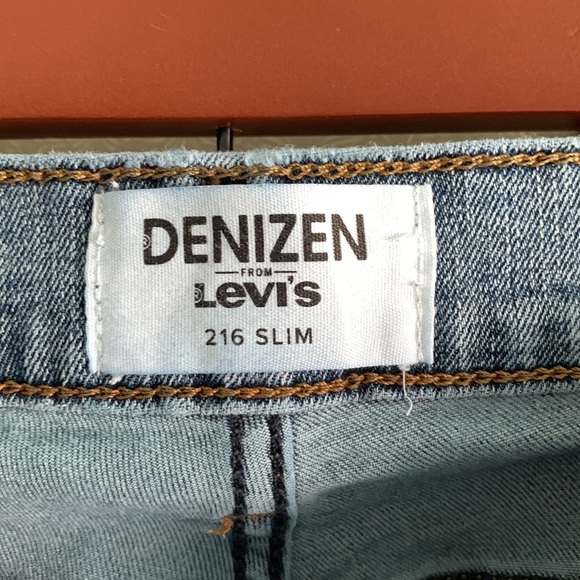 ®DENIZEN
FROM
®Levi's
216 SLIM